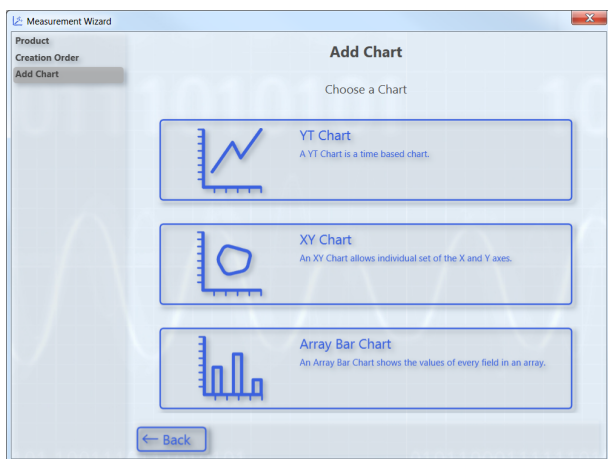 Measurement Wizard
Product
Creation Order
Add Chart
Add Chart
Choose a Chart
YT Chart
A YT Chart is a time based chart.
XY Chart
An XY Chart allows individual set of the X and Y axes.
Array Bar Chart
An Array Bar Chart shows the values of every field in an array.
← Back